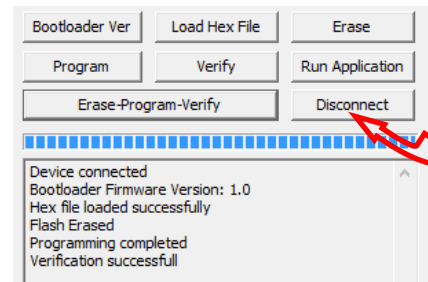 Bootloader Ver Load Hex File Erase
Program Verify Run Application
Erase-Program-Verify Disconnect
Device connected
Bootloader Firmware Version: 1.0
Hex file loaded successfully
Flash Erased
Programming completed
Verification successfull